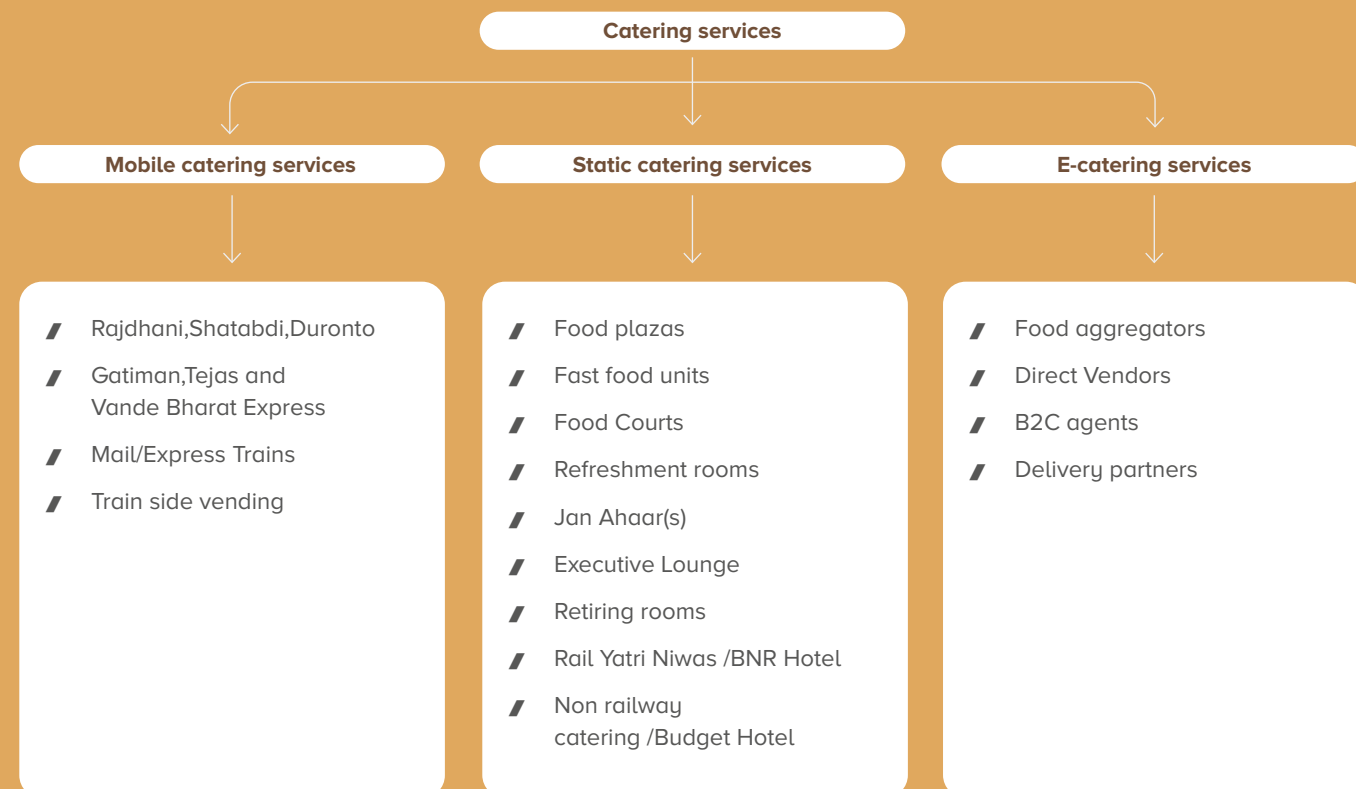 Catering services
Mobile catering services
Static catering services
E-catering services
Rajdhani,Shatabdi,Duronto
Gatiman,Tejas and
Vande Bharat Express
Mail/Express Trains
Train side vending
Food plazas
Fast food units
Food Courts
Refreshment rooms
Jan Ahaar(s)
Executive Lounge
Retiring rooms
Rail Yatri Niwas /BNR Hotel
Non railway
catering /Budget Hotel
Food aggregators
Direct Vendors
B2C agents
Delivery partners